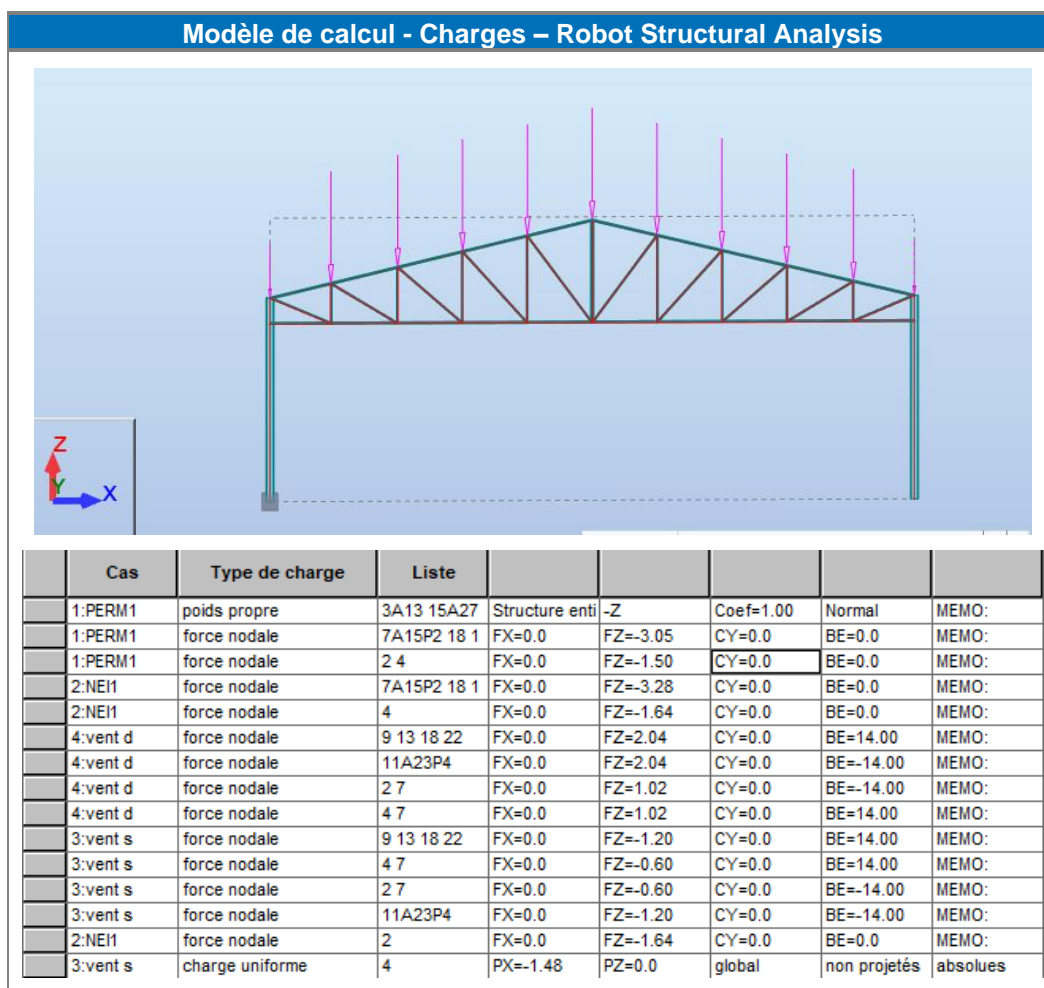 Modèle de calcul - Charges – Robot Structural Analysis
Z
Y
X
Cas Type de charge Liste
1:PERM1 poids propre 3A13 15A27 Structure enti -Z Coef=1.00 Normal MEMO:
1:PERM1 force nodale 7A15P2 18 1 FX=0.0 FZ=-3.05 CY=0.0 BE=0.0 MEMO:
1:PERM1 force nodale 2 4 FX=0.0 FZ=-1.50 CY=0.0 BE=0.0 MEMO:
2:NEI1 force nodale 7A15P2 18 1 FX=0.0 FZ=-3.28 CY=0.0 BE=0.0 MEMO:
2:NEI1 force nodale 4 FX=0.0 FZ=-1.64 CY=0.0 BE=0.0 MEMO:
4:vent d force nodale 9 13 18 22 FX=0.0 FZ=2.04 CY=0.0 BE=14.00 MEMO:
4:vent d force nodale 11A23P4 FX=0.0 FZ=2.04 CY=0.0 BE=-14.00 MEMO:
4:vent d force nodale 2 7 FX=0.0 FZ=1.02 CY=0.0 BE=-14.00 MEMO:
4:vent d force nodale 4 7 FX=0.0 FZ=1.02 CY=0.0 BE=14.00 MEMO:
3:vent s force nodale 9 13 18 22 FX=0.0 FZ=-1.20 CY=0.0 BE=14.00 MEMO:
3:vent s force nodale 4 7 FX=0.0 FZ=-0.60 CY=0.0 BE=14.00 MEMO:
3:vent s force nodale 2 7 FX=0.0 FZ=-0.60 CY=0.0 BE=-14.00 MEMO:
3:vent s force nodale 11A23P4 FX=0.0 FZ=-1.20 CY=0.0 BE=-14.00 MEMO:
2:NEI1 force nodale 2 FX=0.0 FZ=-1.64 CY=0.0 BE=0.0 MEMO:
3:vent s charge uniforme 4 PX=-1.48 PZ=0.0 global non projetés absolues